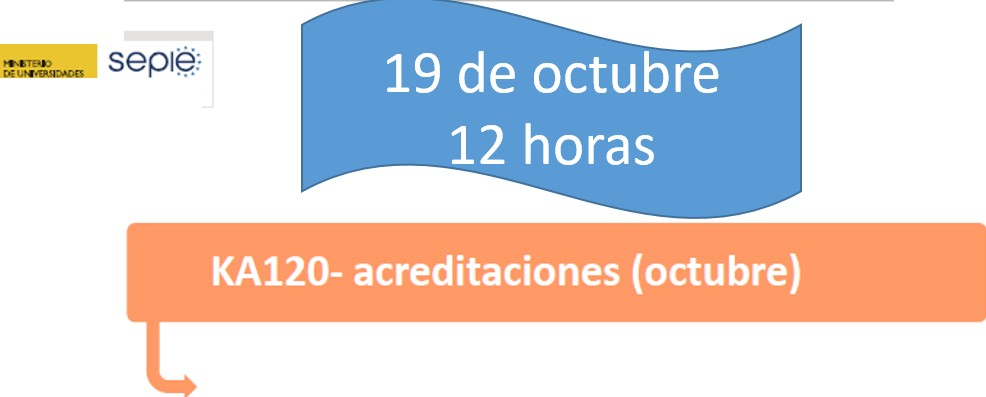 MINISTERIO
DE UNIVERSIDADES
sepie
19 de octubre
12 horas
KA120- acreditaciones (octubre)